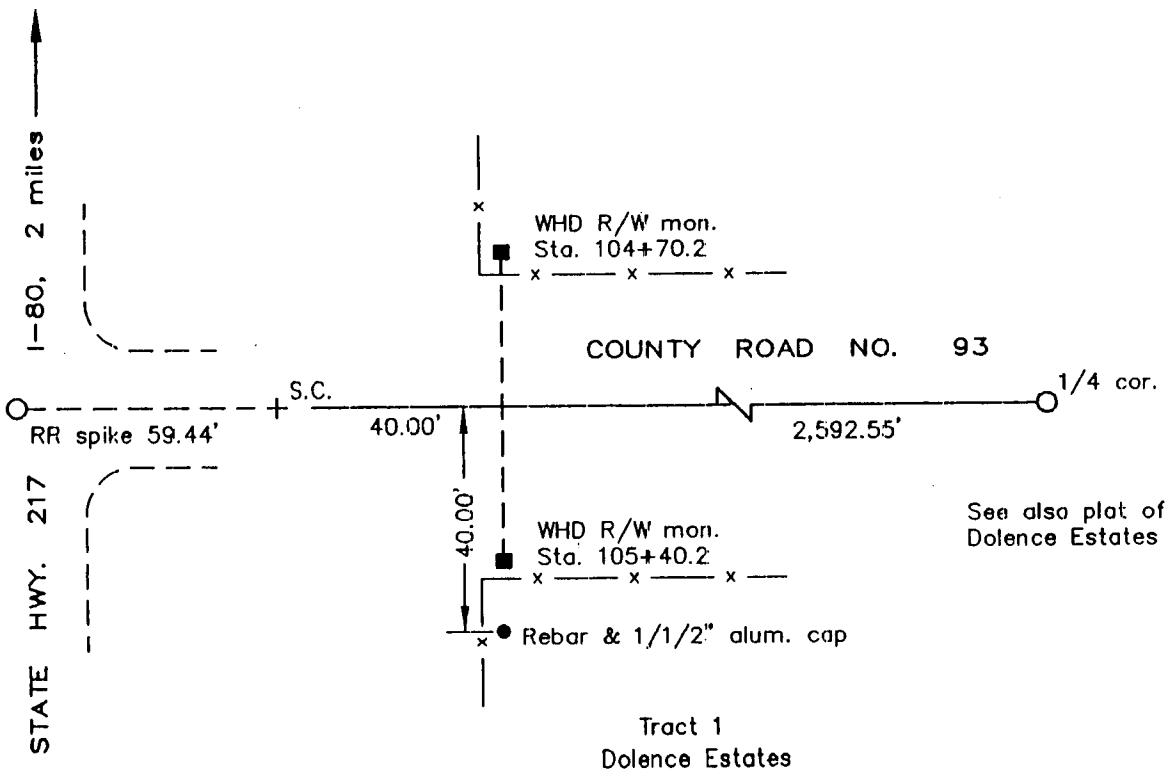 I-80, 2 miles
WHD R/W mon.
Sta. 104+70.2
COUNTY ROAD NO. 93
S.C.
1/4 cor.
RR spike 59.44'
40.00'
2,592.55'
STATE HWY. 217
40.00'
WHD R/W mon.
Sta. 105+40.2
See also plat of
Dolence Estates
Rebar & 1/1/2" alum. cap
Tract 1
Dolence Estates